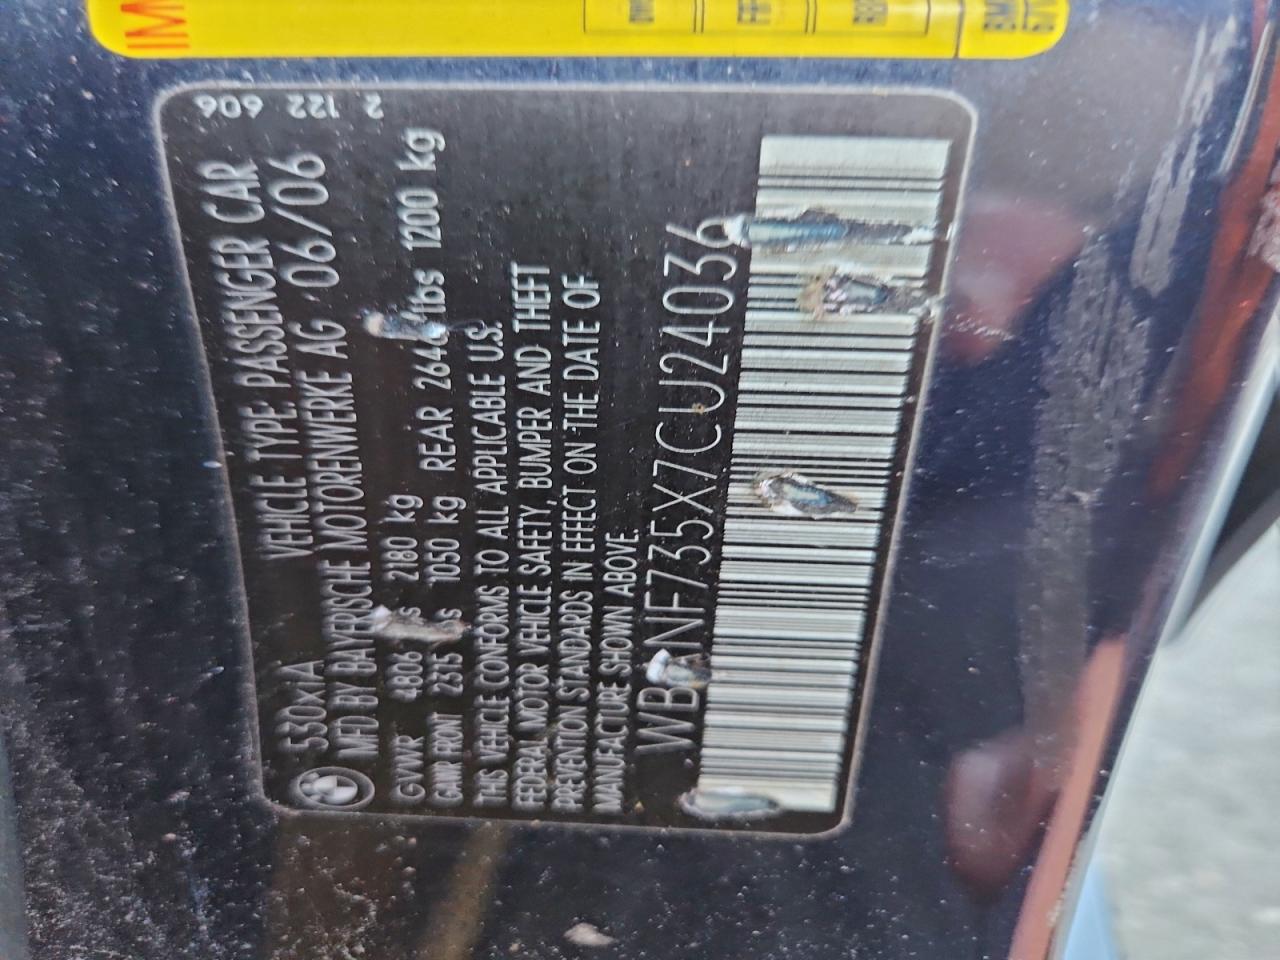 530xiA VEHICLE TYPE: PASSENGER CAR
MFD BY BAYERISCHE MOTORENWERKE AG 06/06
GVWR 4806 2180 kg
GAWR FRONT 2315 1050 kg REAR 2646 lbs 1200 kg
THIS VEHICLE CONFORMS TO ALL APPLICABLE U.S.
FEDERAL MOTOR VEHICLE SAFETY, BUMPER AND THEFT
PREVENTION STANDARDS IN EFFECT ON THE DATE OF
MANUFACTURE SHOWN ABOVE.
NF735X7CU24036
2 122 606